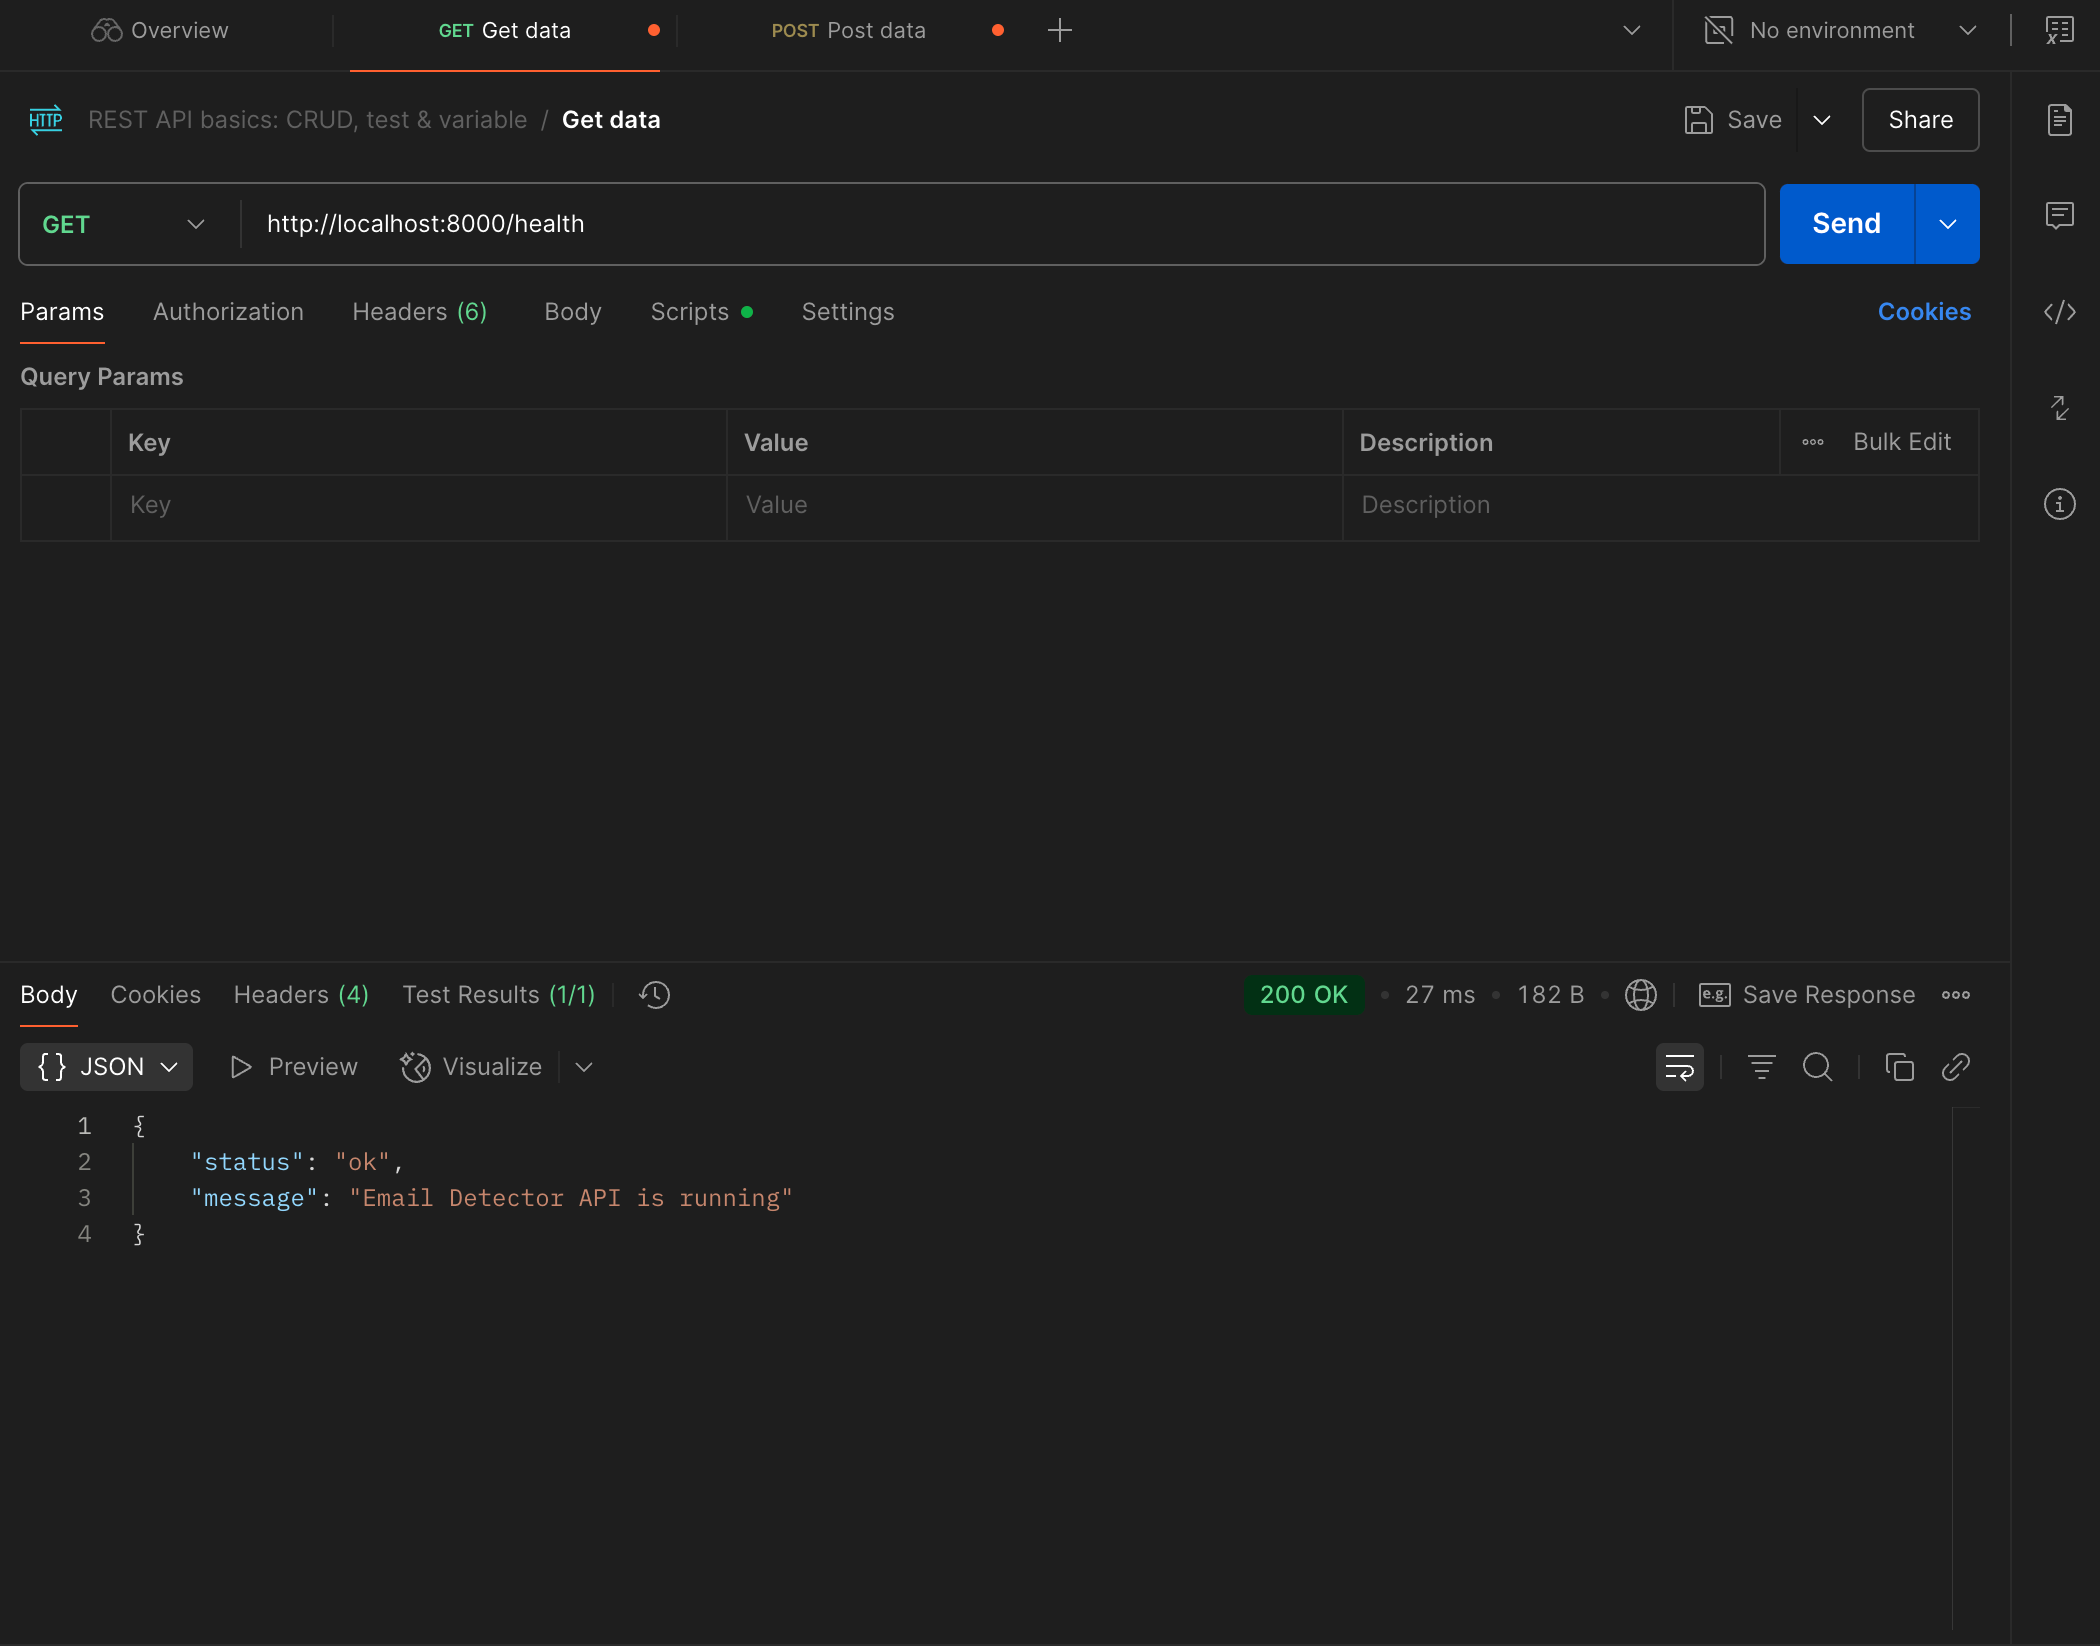 Overview
GET Get data
POST Post data
No environment
HTTP REST API basics: CRUD, test & variable / Get data
Save
Share
GET
http://localhost:8000/health
Send
Params Authorization Headers (6) Body Scripts Settings Cookies
Query Params
Key Value Description Bulk Edit
Key Value Description
Body Cookies Headers (4) Test Results (1/1) 200 OK 27 ms 182 B e.g. Save Response
{} JSON Preview Visualize
1 {
2 "status": "ok",
3 "message": "Email Detector API is running"
4 }